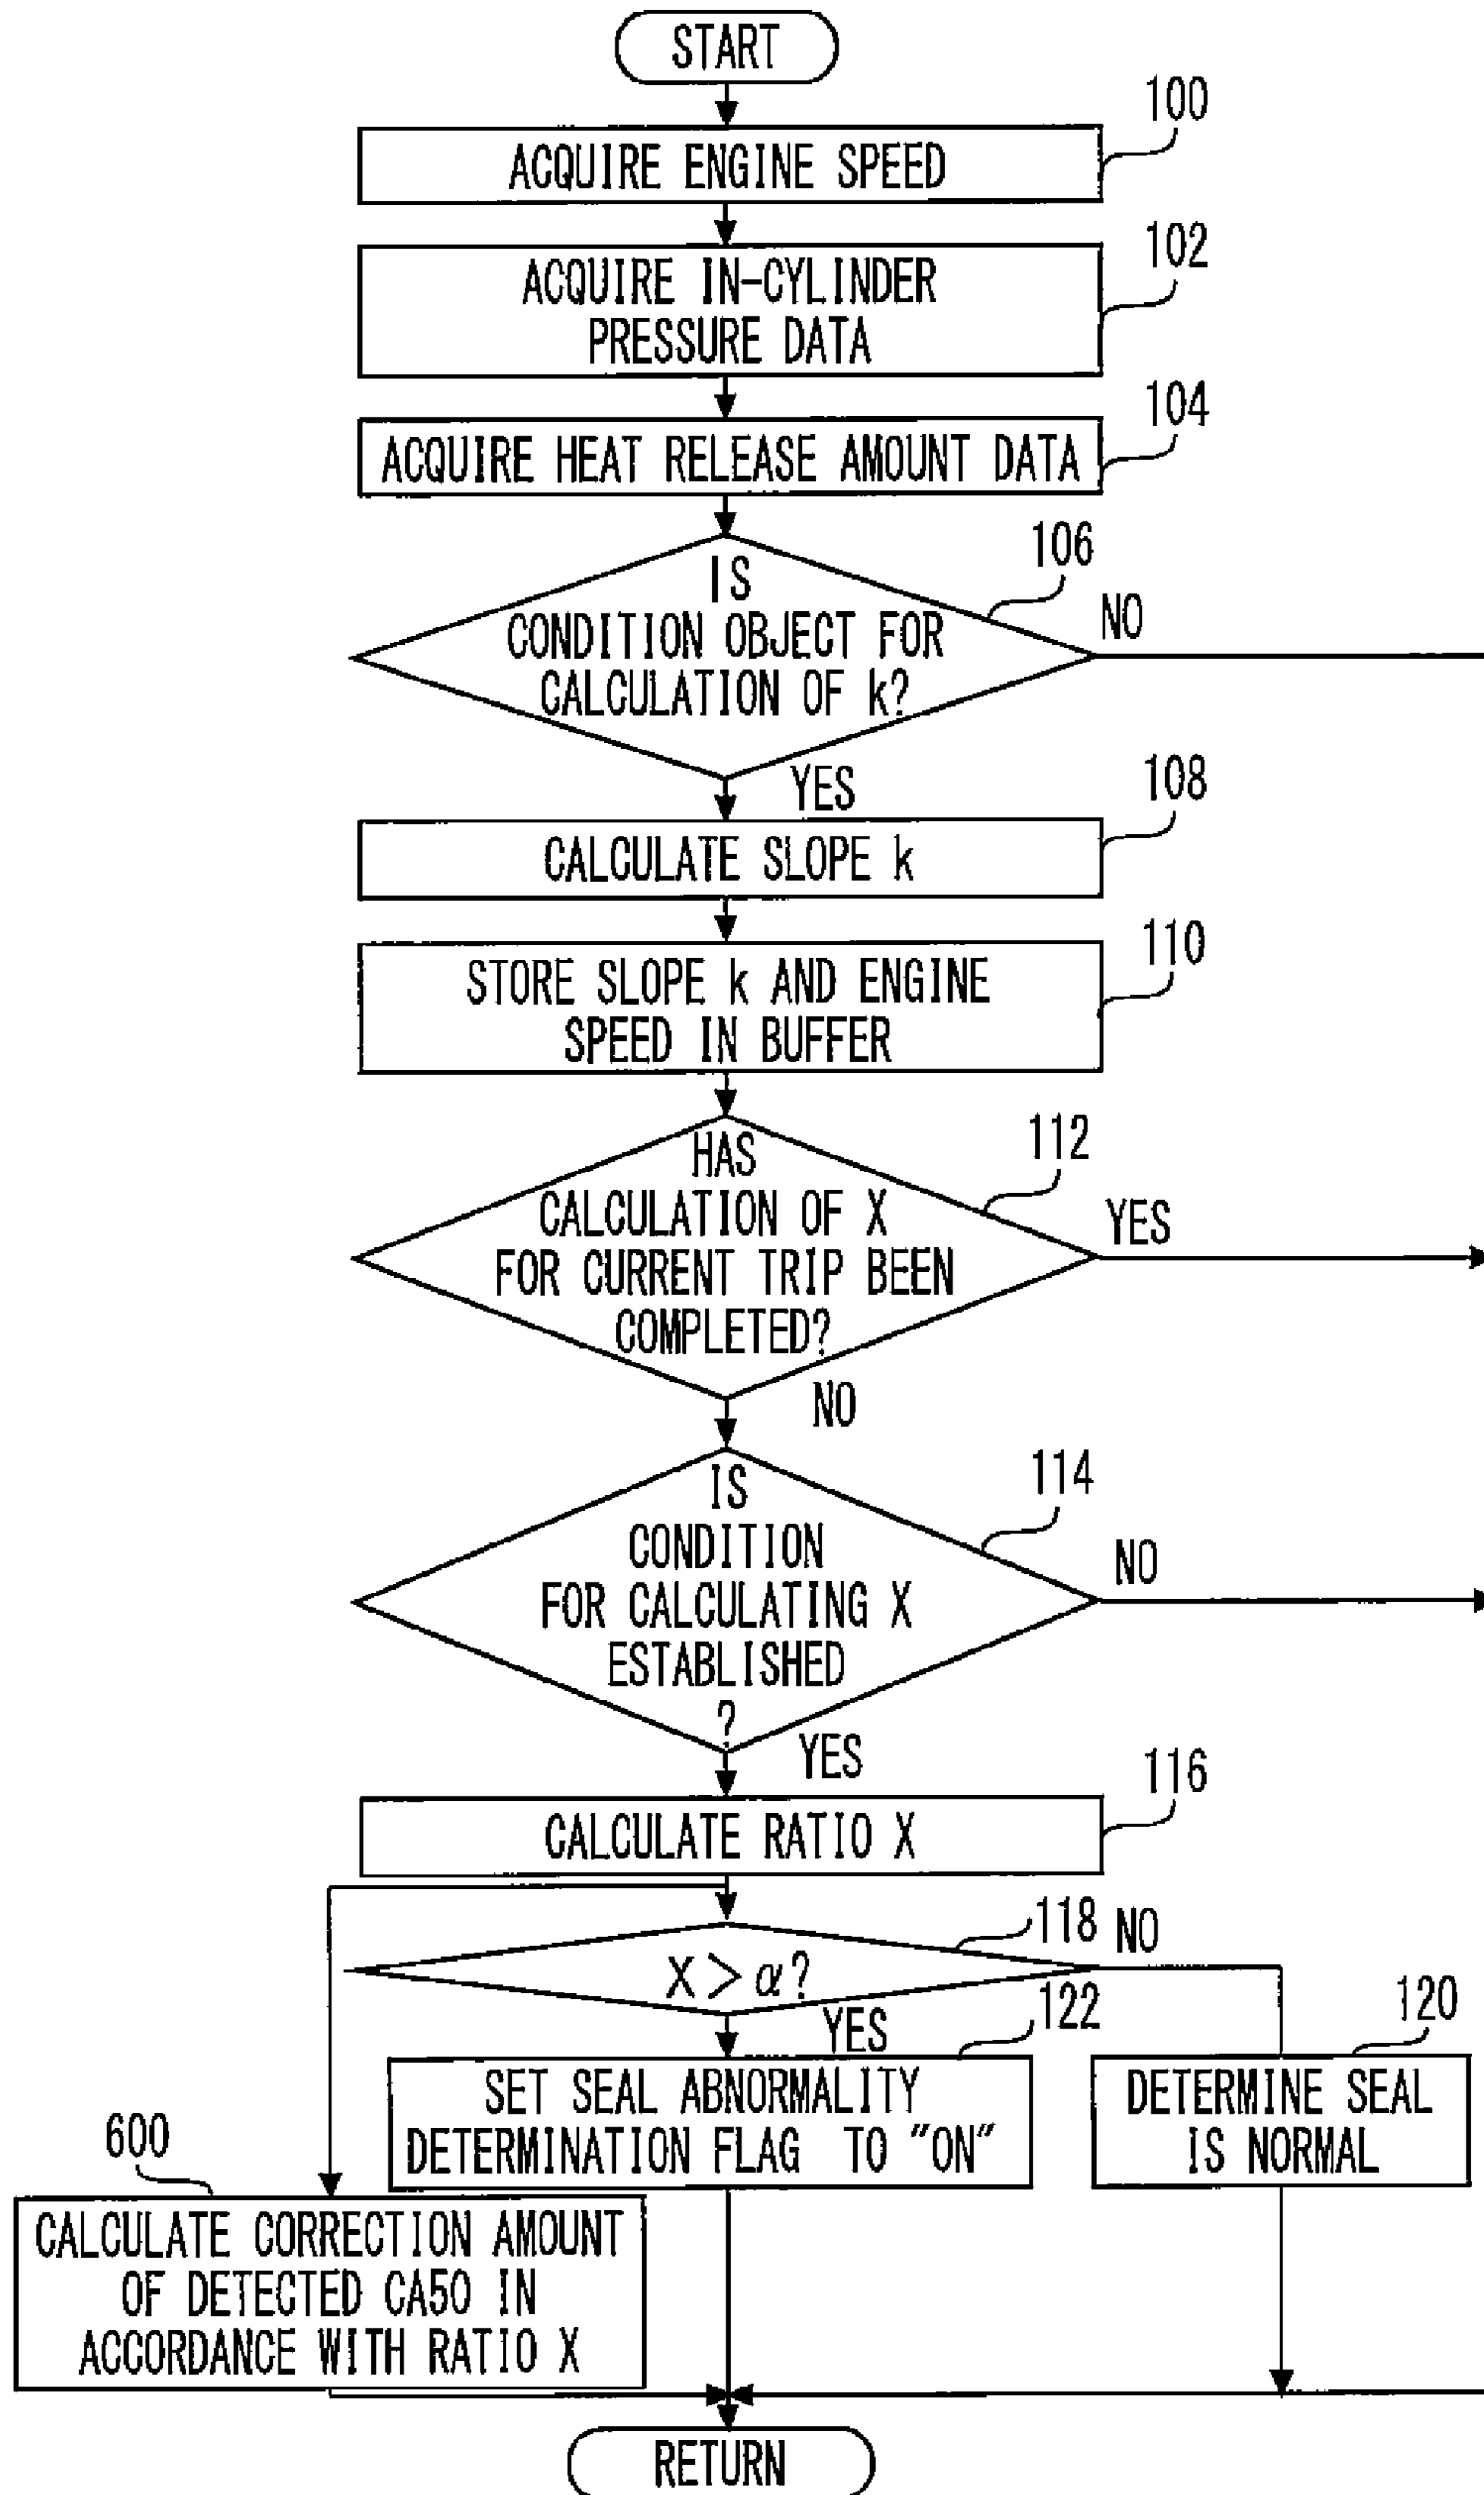 START
100
ACQUIRE ENGINE SPEED
102
ACQUIRE IN-CYLINDER
PRESSURE DATA
104
ACQUIRE HEAT RELEASE AMOUNT DATA
106
IS
CONDITION OBJECT FOR
CALCULATION OF k?
NO
YES
108
CALCULATE SLOPE k
110
STORE SLOPE k AND ENGINE
SPEED IN BUFFER
112
HAS
CALCULATION OF X
FOR CURRENT TRIP BEEN
COMPLETED?
YES
NO
114
IS
CONDITION
FOR CALCULATING X
ESTABLISHED
?
NO
YES
116
CALCULATE RATIO X
118
NO
X > α?
YES
122
120
SET SEAL ABNORMALITY
DETERMINATION FLAG TO "ON"
DETERMINE SEAL
IS NORMAL
600
CALCULATE CORRECTION AMOUNT
OF DETECTED CA50 IN
ACCORDANCE WITH RATIO X
RETURN